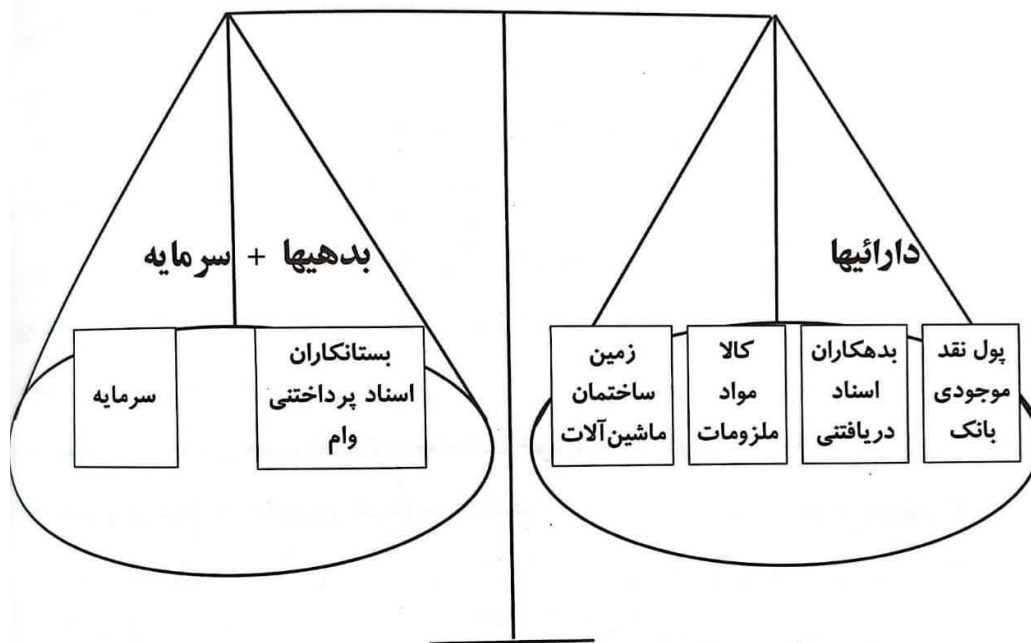 دارائیها
پول نقد
موجودی
بانک
بدهکاران
اسناد
دریافتنی
کالا
مواد
ملزومات
زمین
ساختمان
ماشین‌آلات
بدهیها + سرمایه
بستانکاران
اسناد پرداختنی
وام
سرمایه